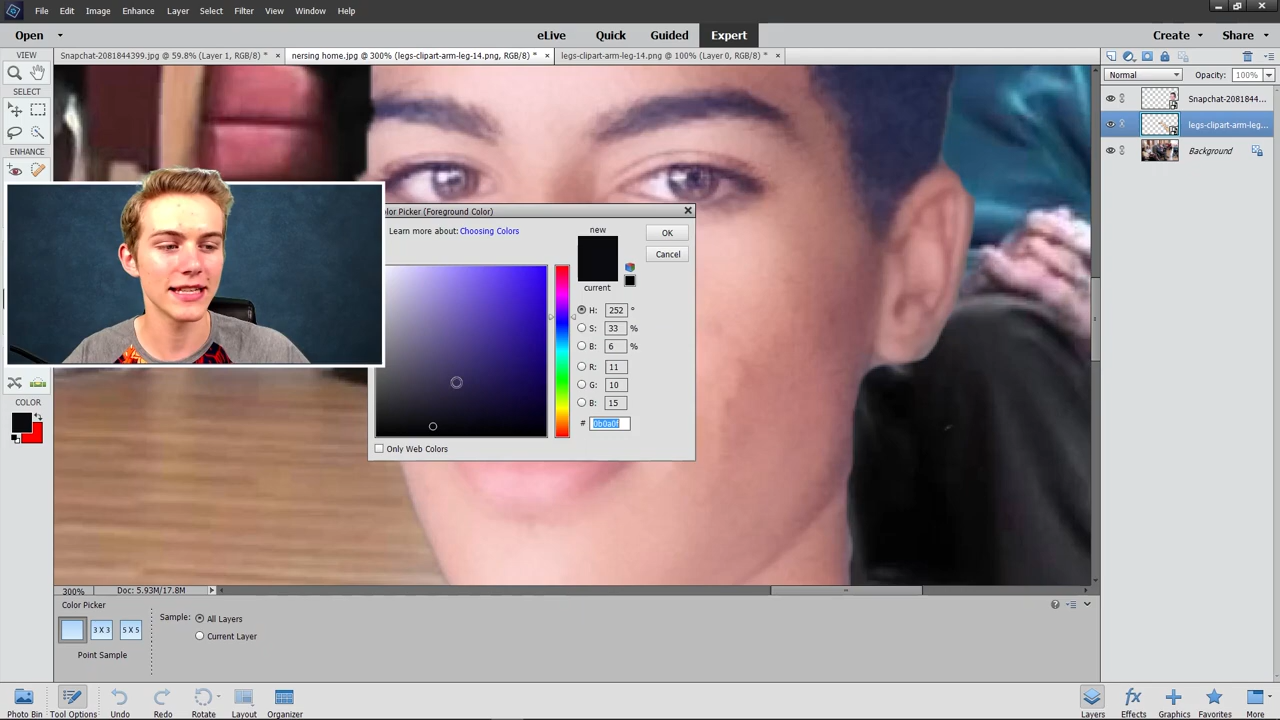 File Edit Image Enhance Layer Select Filter View Window Help
Open eLive Quick Guided Expert Create Share
VIEW Snapchat-2081844399.jpg @ 59.8% (Layer 1, RGB/8) * × nersing home.jpg @ 300% (legs-clipart-arm-leg-14.png, RGB/8) * × legs-clipart-arm-leg-14.png @ 100% (Layer 0, RGB/8) * ×
Normal Opacity: 100%
SELECT
Snapchat-2081844...
legs-clipart-arm-leg...
ENHANCE
Background
olor Picker (Foreground Color)
Learn more about: Choosing Colors
new
OK
Cancel
current
H: 252 °
S: 33 %
B: 6 %
R: 11
G: 10
B: 15
# 0b0a0f
Only Web Colors
COLOR
300% Doc: 5.93M/17.8M
Color Picker
Sample: All Layers
3 X 3 5 X 5
Current Layer
Point Sample
Photo Bin Tool Options Undo Redo Rotate Layout Organizer Layers Effects Graphics Favorites More